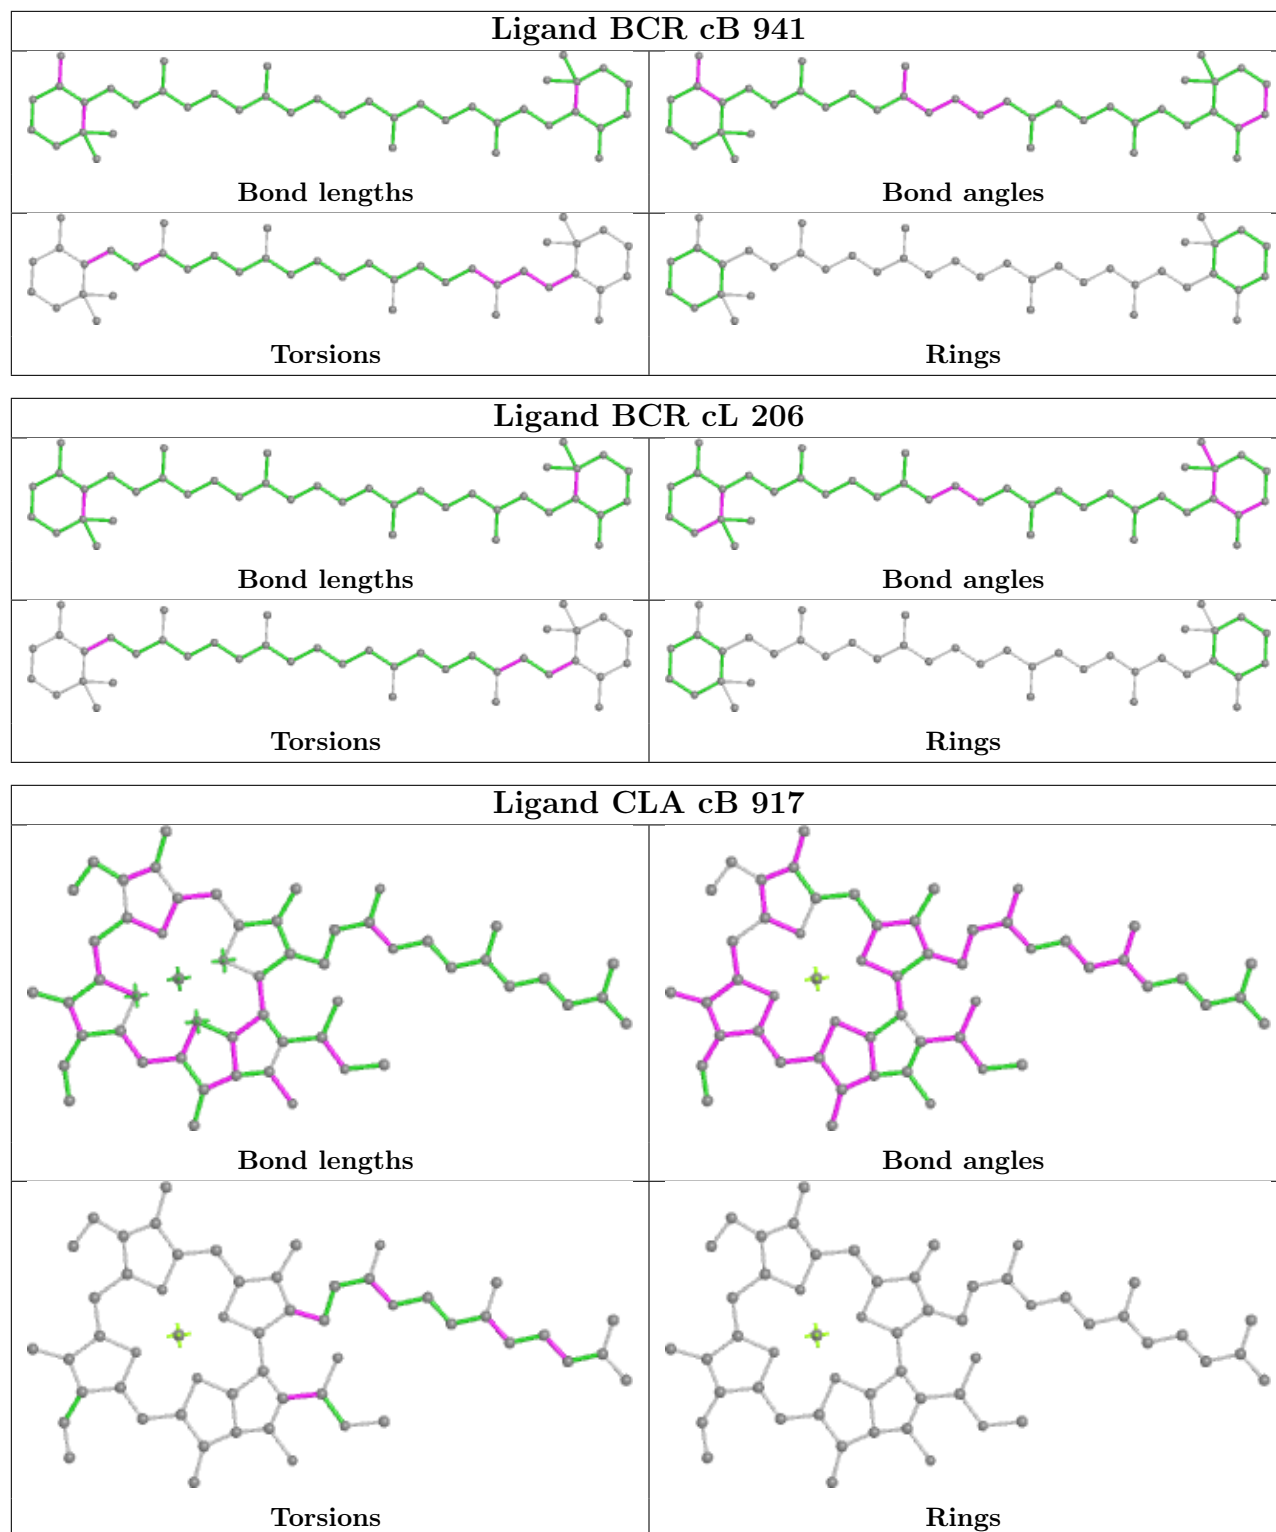 Ligand BCR cB 941
Bond lengths
Bond angles
Torsions
Rings
Ligand BCR cL 206
Bond lengths
Bond angles
Torsions
Rings
Ligand CLA cB 917
Bond lengths
Bond angles
Torsions
Rings